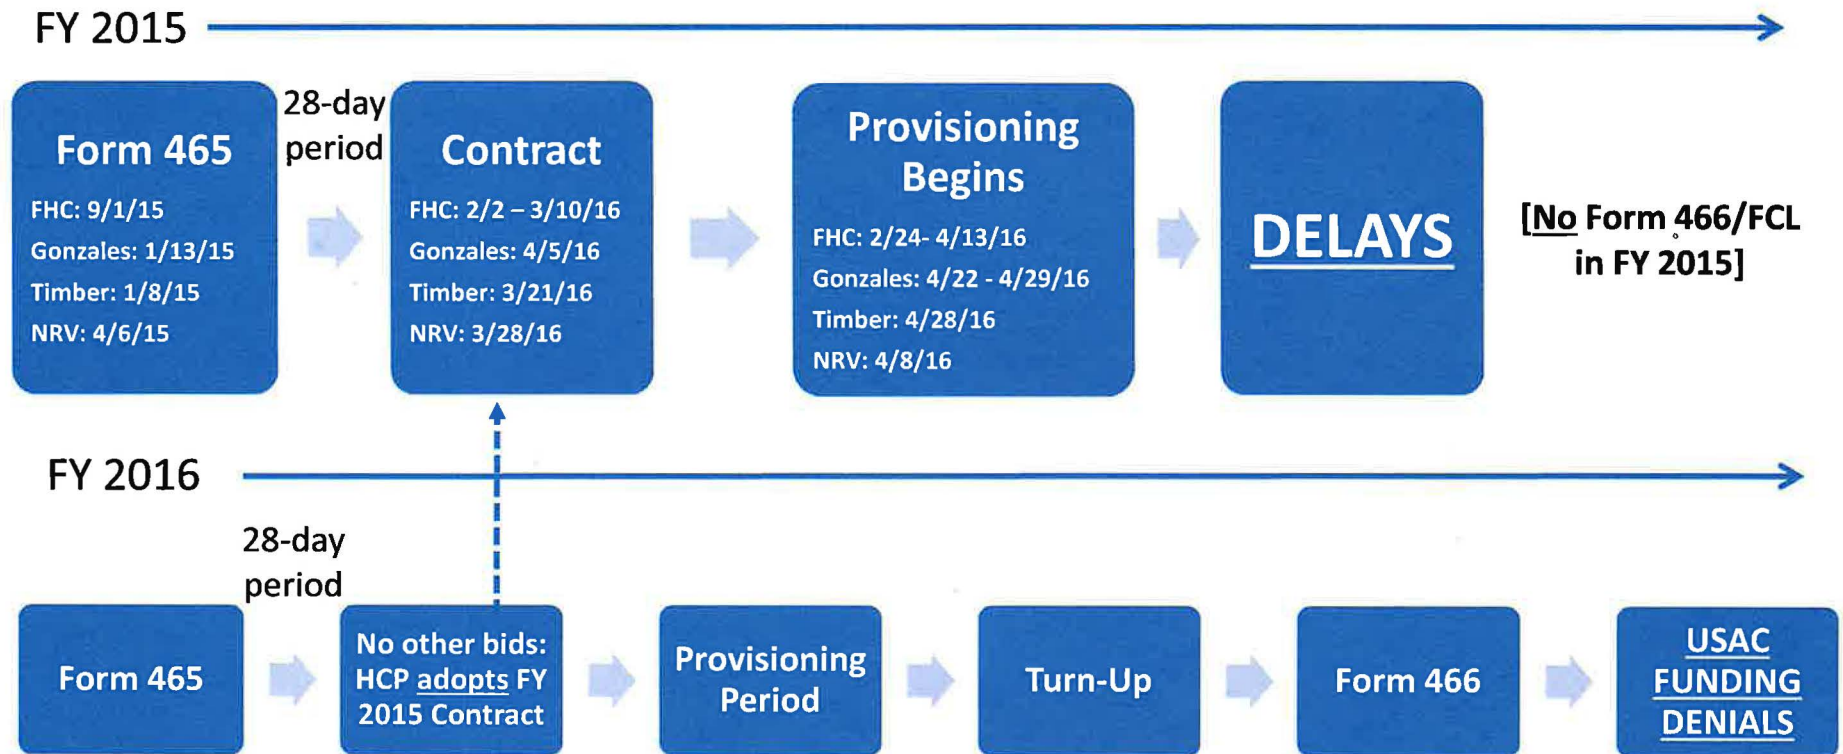 FY 2015
Form 465
FHC: 9/1/15
Gonzales: 1/13/15
Timber: 1/8/15
NRV: 4/6/15
28-day
period
Contract
FHC: 2/2 – 3/10/16
Gonzales: 4/5/16
Timber: 3/21/16
NRV: 3/28/16
Provisioning
Begins
FHC: 2/24- 4/13/16
Gonzales: 4/22 - 4/29/16
Timber: 4/28/16
NRV: 4/8/16
DELAYS
[No Form 466/FCL
in FY 2015]
FY 2016
Form 465
28-day
period
No other bids:
HCP adopts FY
2015 Contract
Provisioning
Period
Turn-Up
Form 466
USAC
FUNDING
DENIALS